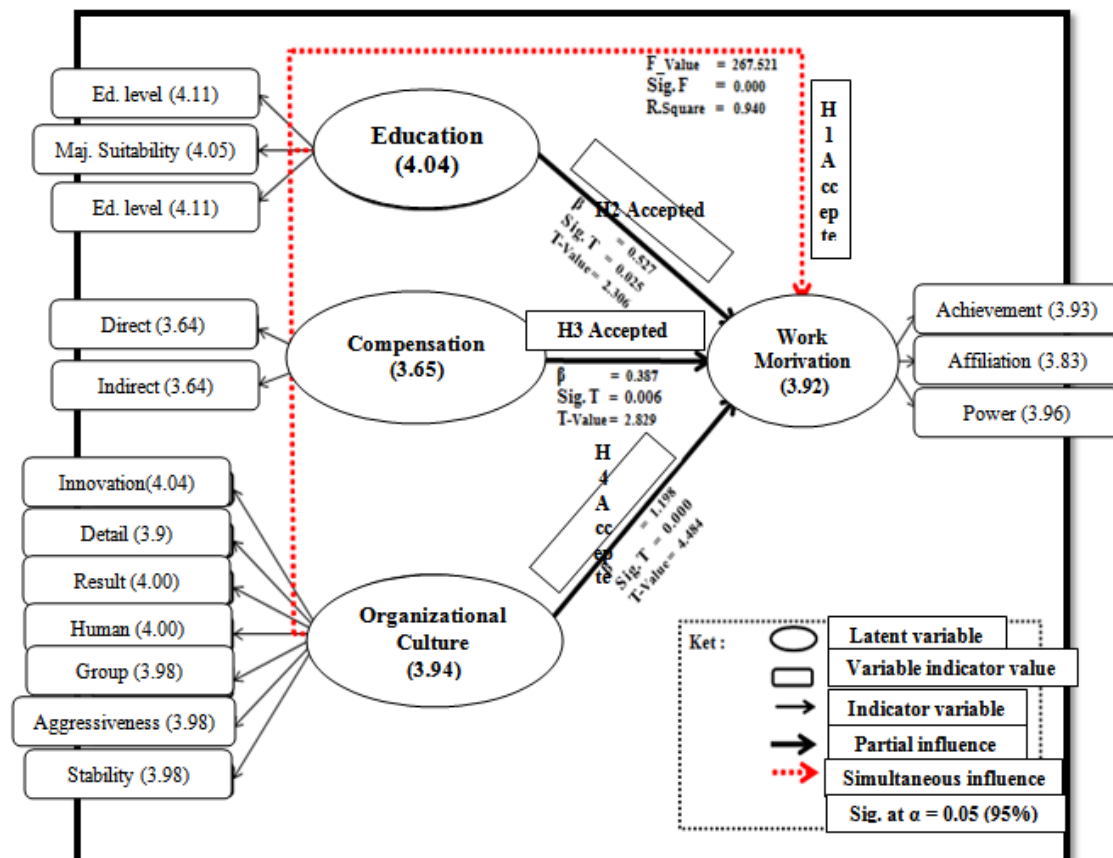 F_Value = 267.521
Sig. F = 0.000
R.Square = 0.940
H
1 A
cc
epte
Ed. level (4.11)
Maj. Suitability (4.05)
Ed. level (4.11)
Education
(4.04)
H2 Accepted
β = 0.527
Sig. T = 0.025
T-Value = 2.306
Direct (3.64)
Indirect (3.64)
Compensation
(3.65)
H3 Accepted
β = 0.387
Sig. T = 0.006
T-Value = 2.829
Work
Morivation
(3.92)
Achievement (3.93)
Affiliation (3.83)
Power (3.96)
H
4 A
cc
epte
β = 1.198
Sig. T = 0.000
T-Value = 4.484
Innovation(4.04)
Detail (3.9)
Result (4.00)
Human (4.00)
Group (3.98)
Aggressiveness (3.98)
Stability (3.98)
Organizational
Culture
(3.94)
Ket :
Latent variable
Variable indicator value
Indicator variable
Partial influence
Simultaneous influence
Sig. at α = 0.05 (95%)